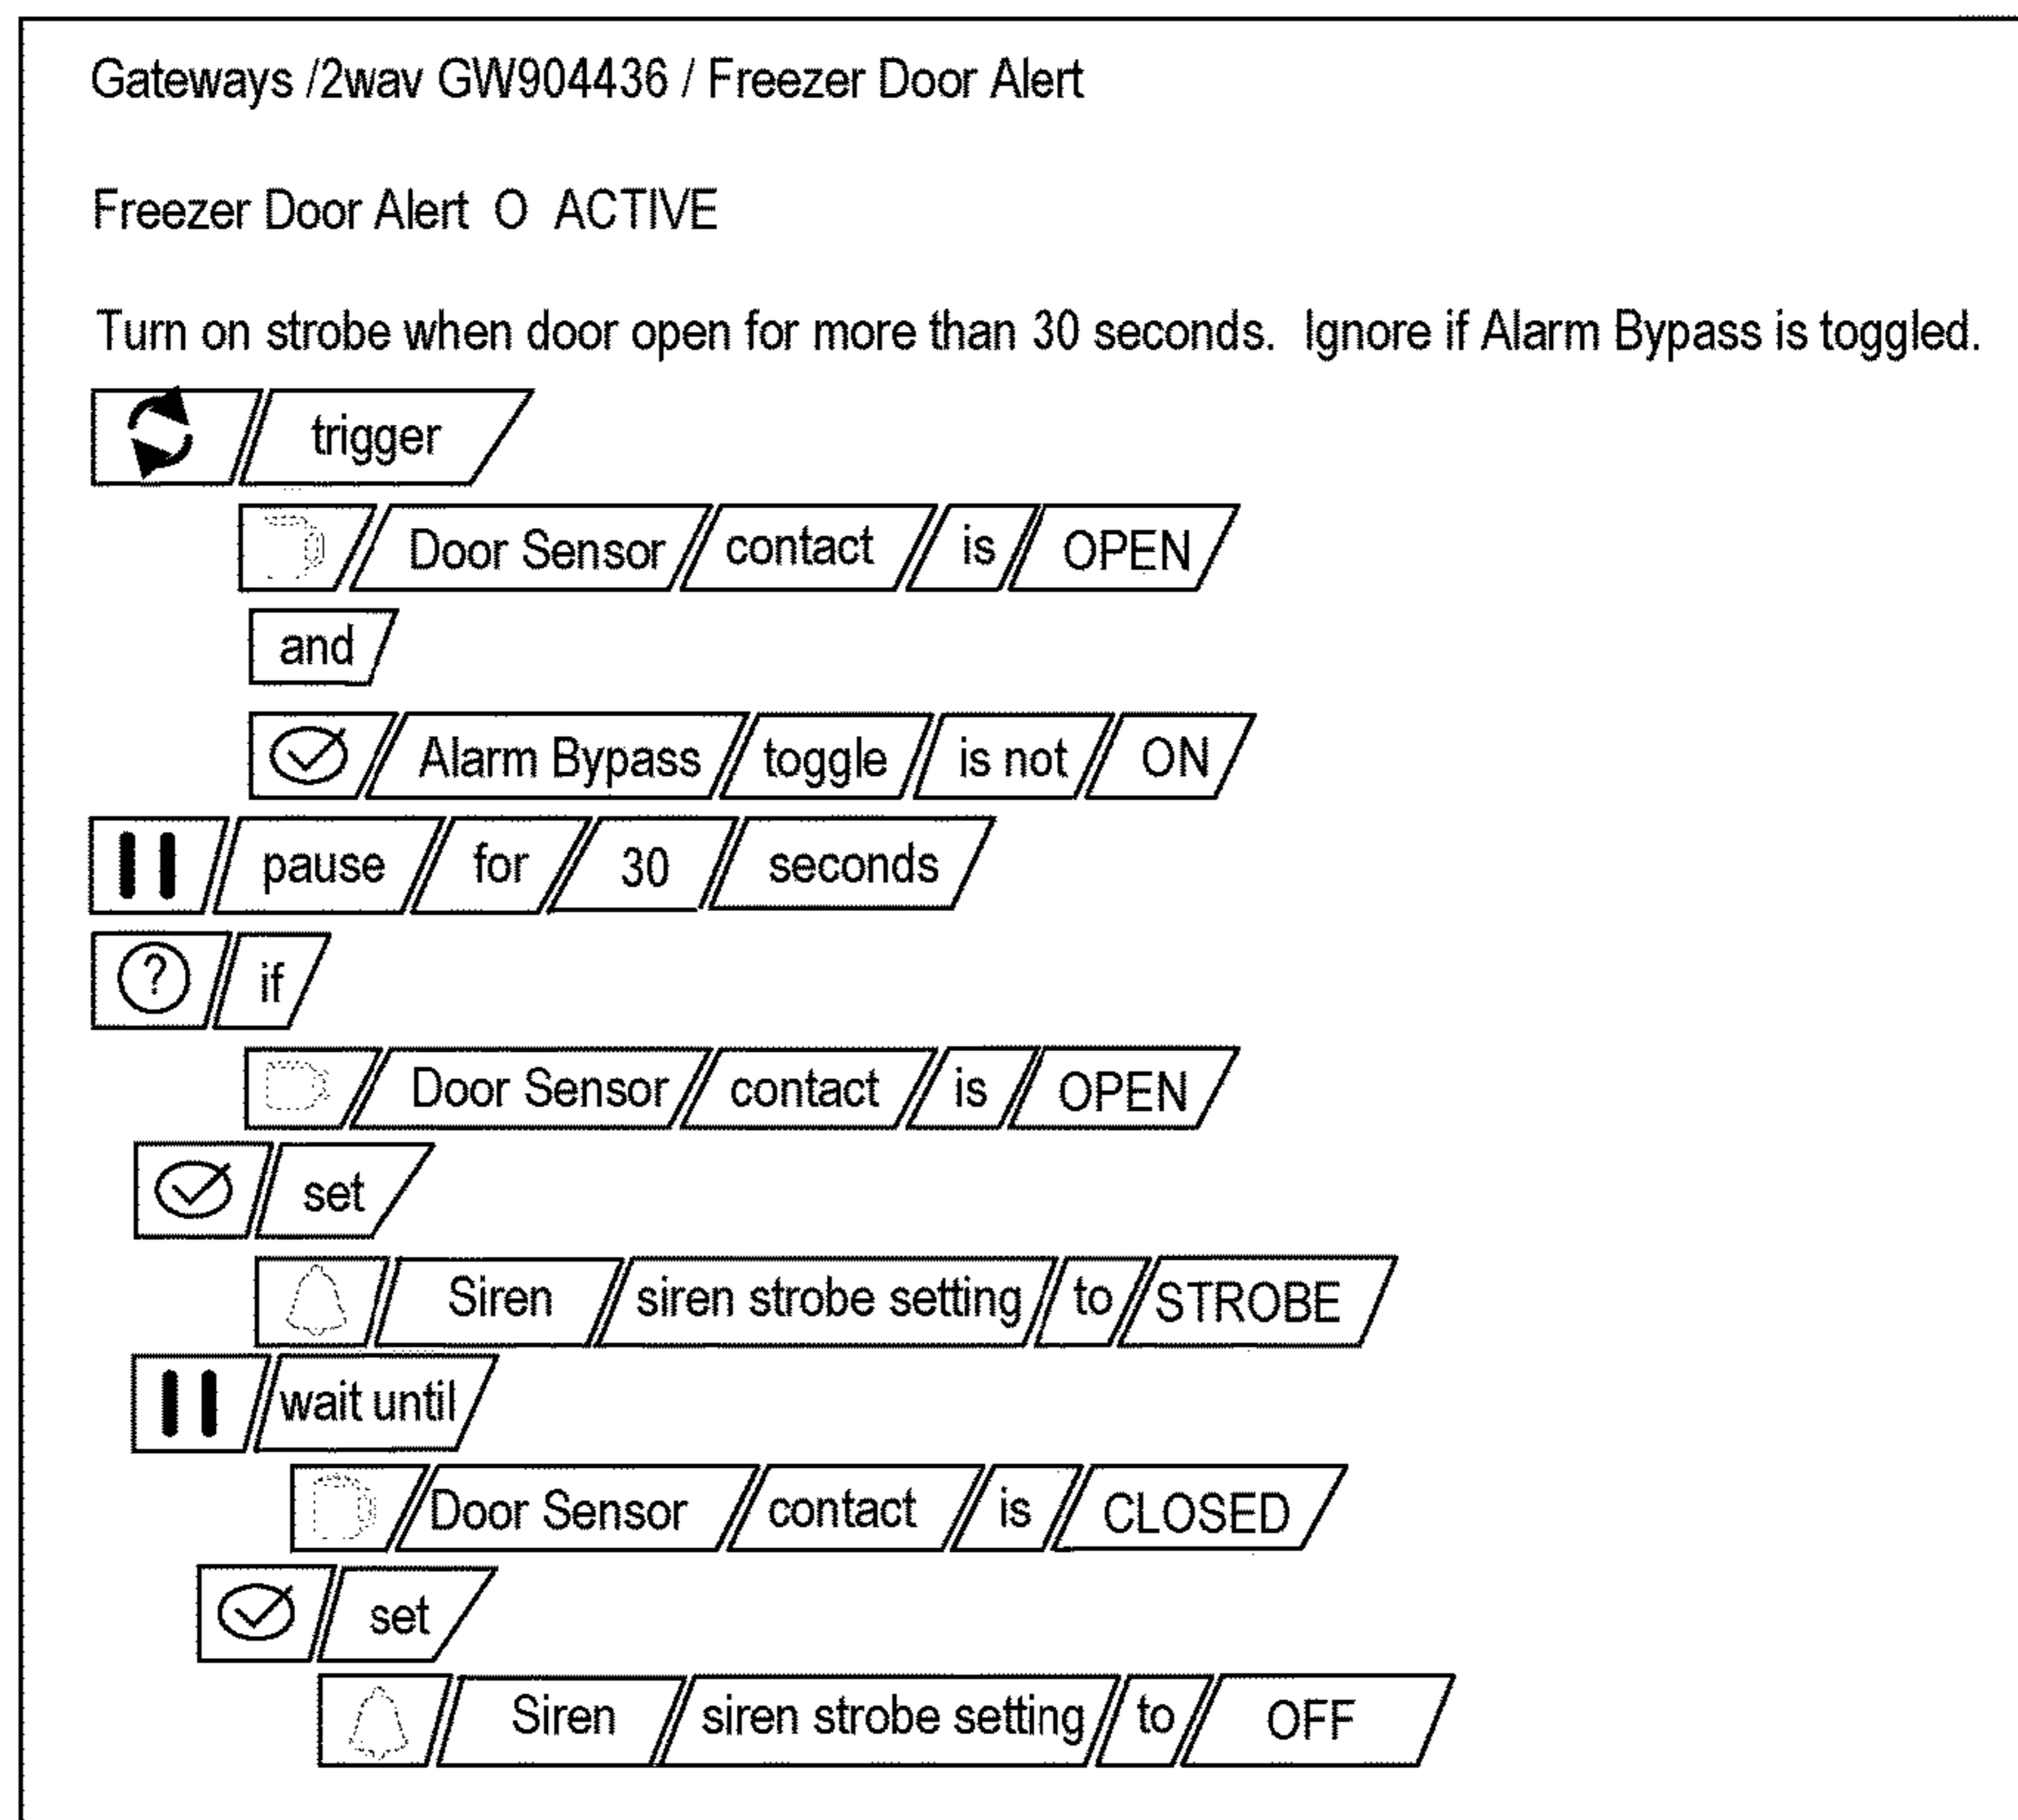 Gateways /2wav GW904436 / Freezer Door Alert
Freezer Door Alert O ACTIVE
Turn on strobe when door open for more than 30 seconds. Ignore if Alarm Bypass is toggled.
trigger
Door Sensor contact is OPEN
and
Alarm Bypass toggle is not ON
pause for 30 seconds
? if
Door Sensor contact is OPEN
set
Siren siren strobe setting to STROBE
wait until
Door Sensor contact is CLOSED
set
Siren siren strobe setting to OFF